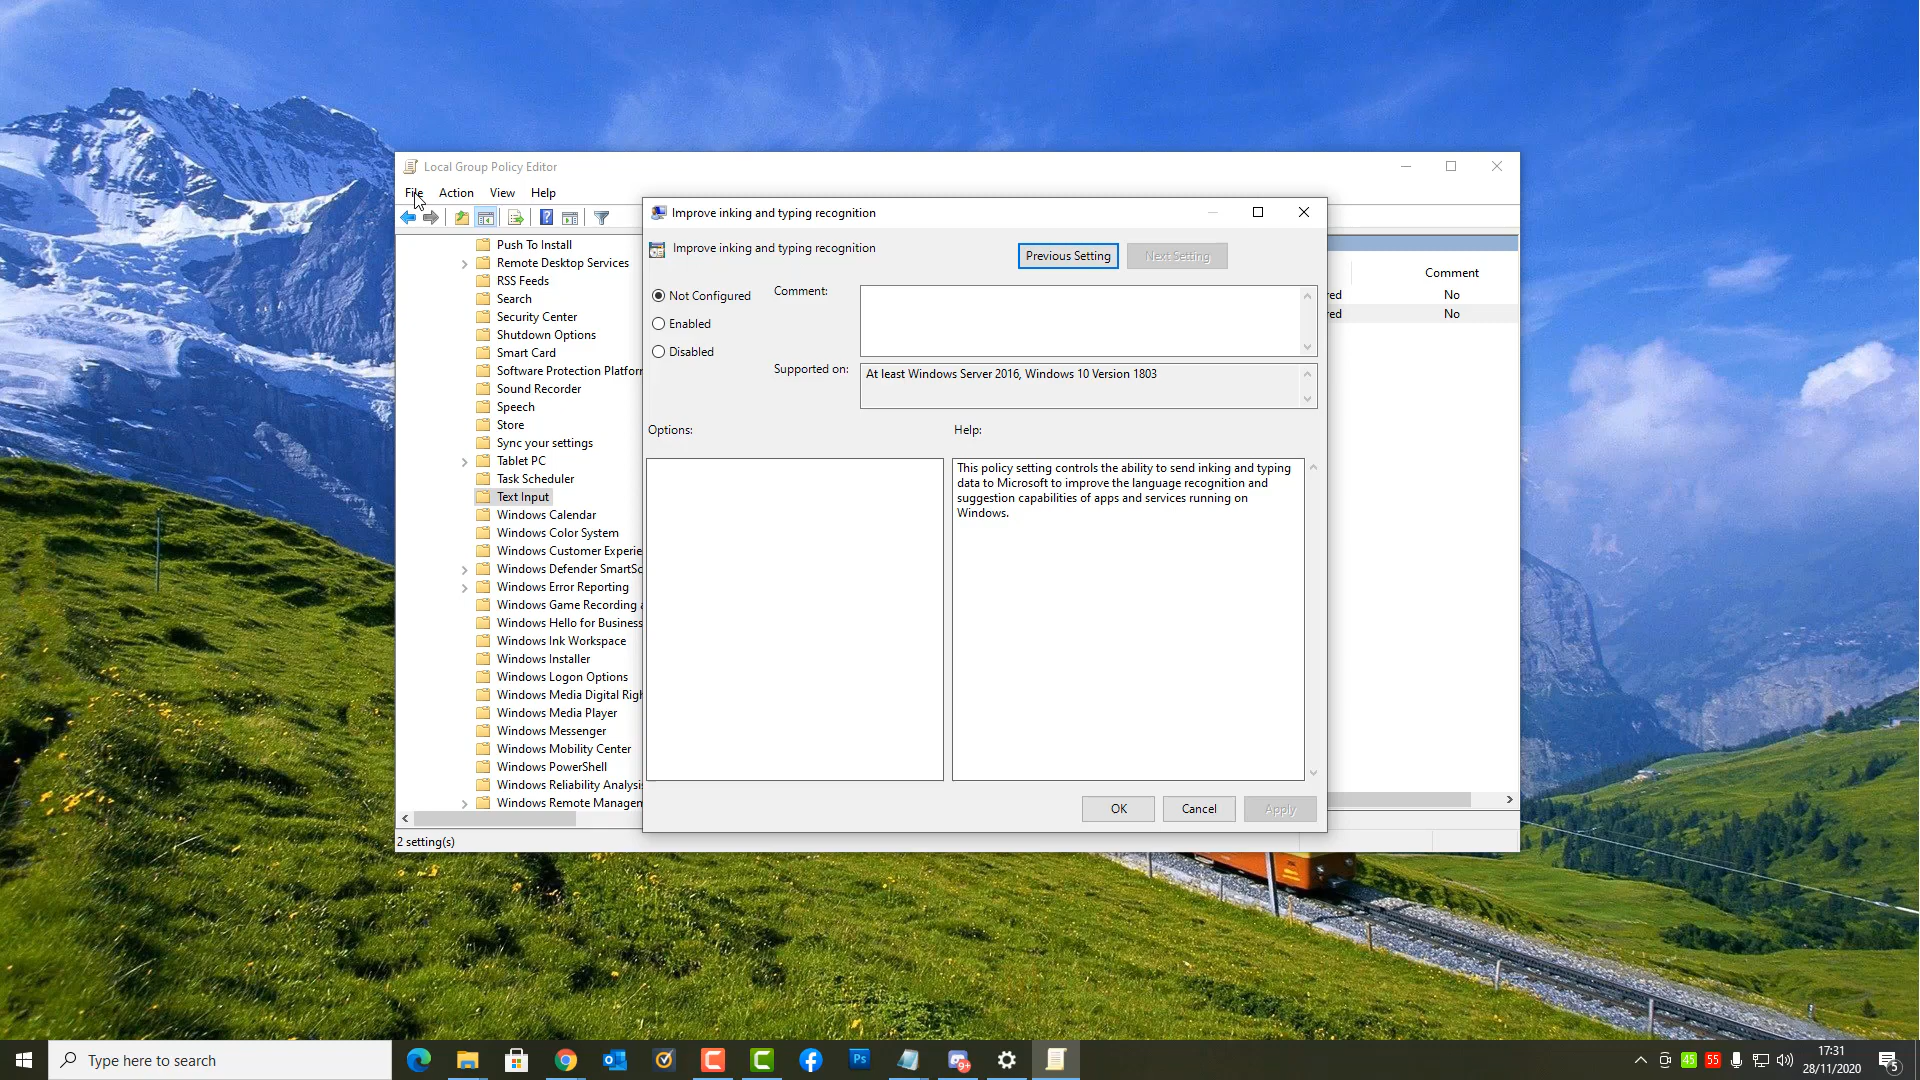 Local Group Policy Editor
File Action View Help
Improve inking and typing recognition
Improve inking and typing recognition
Previous Setting
Next Setting
Not Configured
Enabled
Disabled
Comment:
Supported on:
At least Windows Server 2016, Windows 10 Version 1803
Options:
Help:
This policy setting controls the ability to send inking and typing
data to Microsoft to improve the language recognition and
suggestion capabilities of apps and services running on
Windows.
OK
Cancel
Apply
Push To Install
Remote Desktop Services
RSS Feeds
Search
Security Center
Shutdown Options
Smart Card
Software Protection Platfor
Sound Recorder
Speech
Store
Sync your settings
Tablet PC
Task Scheduler
Text Input
Windows Calendar
Windows Color System
Windows Customer Experie
Windows Defender SmartSc
Windows Error Reporting
Windows Game Recording a
Windows Hello for Business
Windows Ink Workspace
Windows Installer
Windows Logon Options
Windows Media Digital Righ
Windows Media Player
Windows Messenger
Windows Mobility Center
Windows PowerShell
Windows Reliability Analysis
Windows Remote Managem
Comment
red No
red No
2 setting(s)
Type here to search
Ps
9+
45
55
17:31
28/11/2020
5